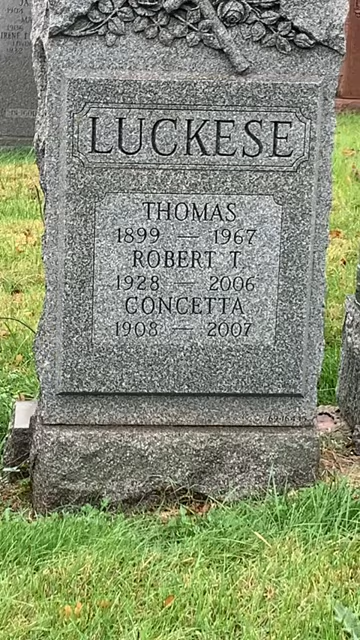 LUCKESE
THOMAS
1899 — 1967
ROBERT T.
1928 — 2006
CONCETTA
1908 — 2007